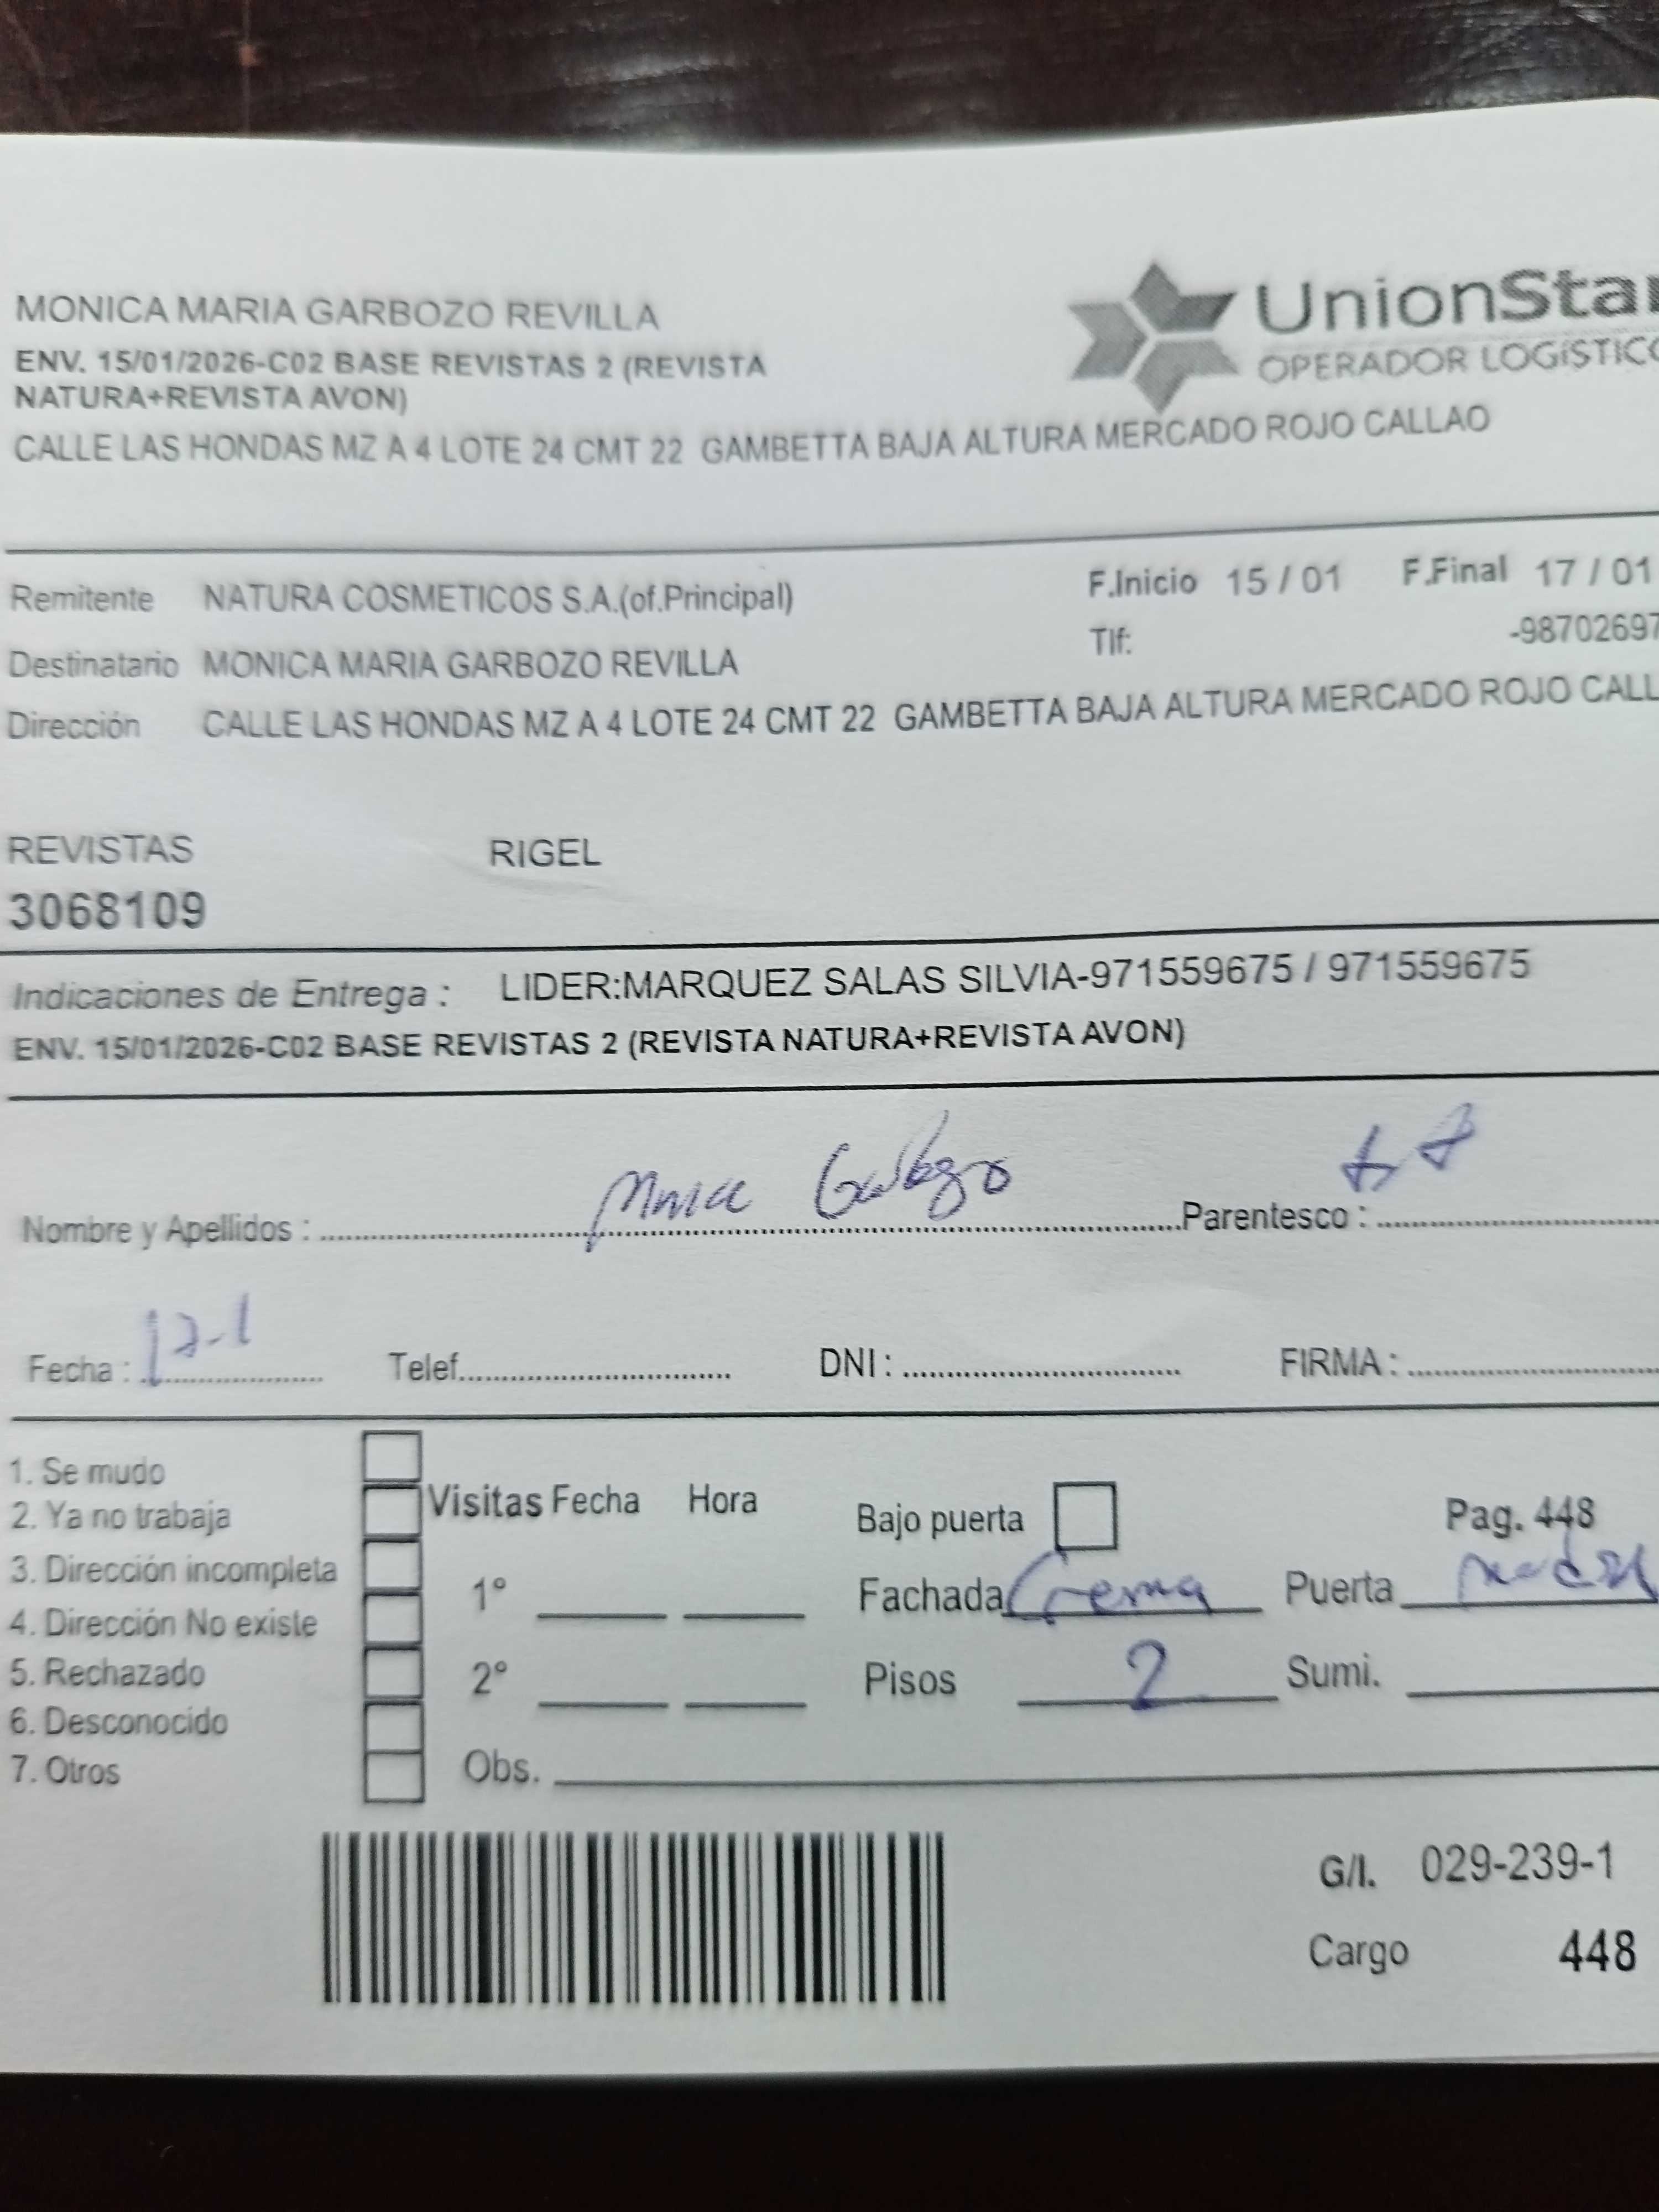 MONICA MARIA GARBOZO REVILLA
UnionStar
ENV. 15/01/2026-C02 BASE REVISTAS 2 (REVISTA
OPERADOR LOGÍSTICO
NATURA+REVISTA AVON)
CALLE LAS HONDAS MZ A 4 LOTE 24 CMT 22 GAMBETTA BAJA ALTURA MERCADO ROJO CALLAO
Remitente NATURA COSMETICOS S.A.(of.Principal) F.Inicio 15 / 01 F.Final 17 / 01
Tlf: -98702697
Destinatario MONICA MARIA GARBOZO REVILLA
Dirección CALLE LAS HONDAS MZ A 4 LOTE 24 CMT 22 GAMBETTA BAJA ALTURA MERCADO ROJO CALL
REVISTAS RIGEL
3068109
Indicaciones de Entrega : LIDER:MARQUEZ SALAS SILVIA-971559675 / 971559675
ENV. 15/01/2026-C02 BASE REVISTAS 2 (REVISTA NATURA+REVISTA AVON)
Nombre y Apellidos : Garbozo Parentesco :
Fecha : 17-1 Telef. DNI : FIRMA :
1. Se mudo
2. Ya no trabaja
3. Dirección incompleta
4. Dirección No existe
5. Rechazado
6. Desconocido
7. Otros
Visitas Fecha Hora
1°
2°
Obs.
Bajo puerta Pag. 448
Fachada Crema Puerta
Pisos 2 Sumi.
G/I. 029-239-1
Cargo 448